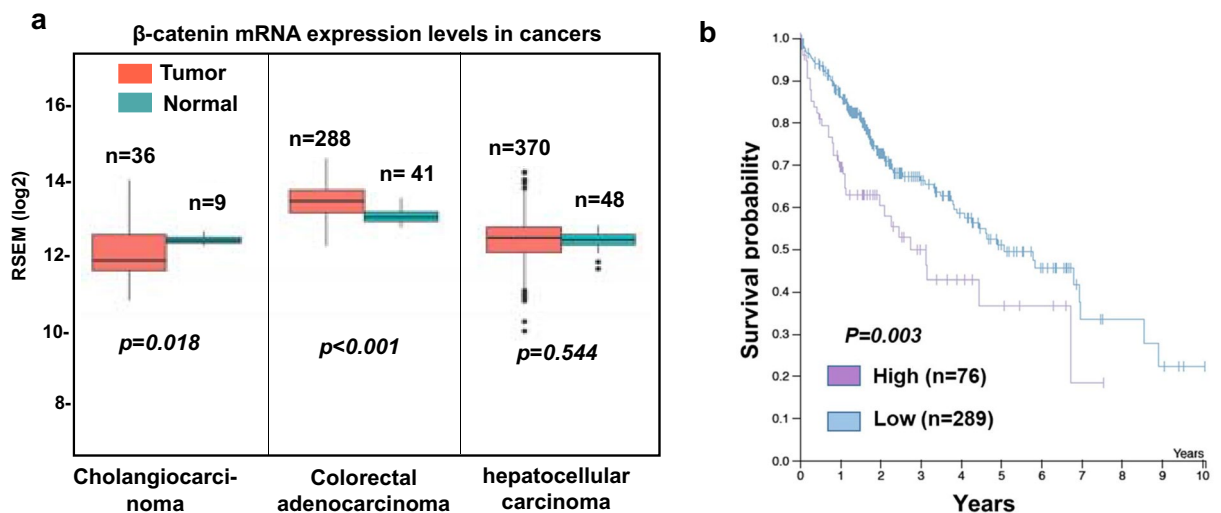 a
β-catenin mRNA expression levels in cancers
Tumor
Normal
RSEM (log2)
16-
14-
12-
10-
8-
n=36
n=9
n=288
n= 41
n=370
n=48
p=0.018
p<0.001
p=0.544
Cholangiocarci-
noma
Colorectal
adenocarcinoma
hepatocellular
carcinoma
b
Survival probability
1.0
0.9
0.8
0.7
0.6
0.5
0.4
0.3
0.2
0.1
0.0
P=0.003
High (n=76)
Low (n=289)
Years
0 1 2 3 4 5 6 7 8 9 10
Years